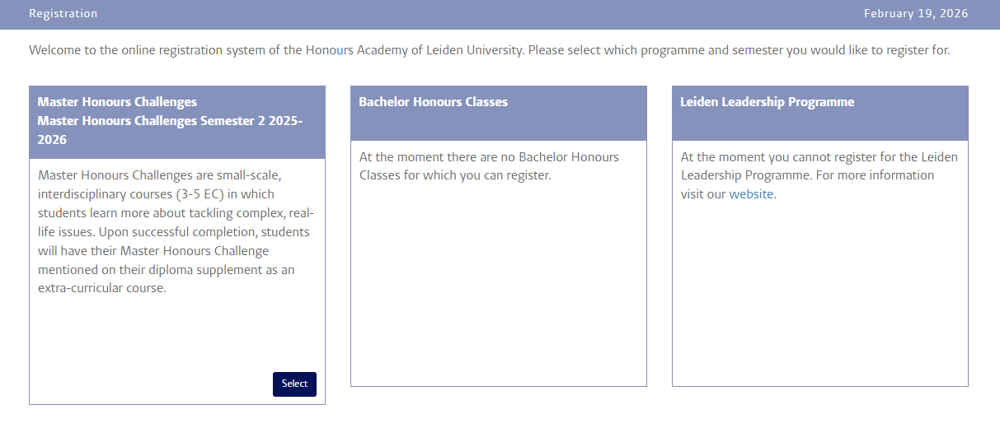 Registration
February 19, 2026
Welcome to the online registration system of the Honours Academy of Leiden University. Please select which programme and semester you would like to register for.
Master Honours Challenges
Master Honours Challenges Semester 2 2025-
2026
Master Honours Challenges are small-scale,
interdisciplinary courses (3-5 EC) in which
students learn more about tackling complex, real-
life issues. Upon successful completion, students
will have their Master Honours Challenge
mentioned on their diploma supplement as an
extra-curricular course.
Select
Bachelor Honours Classes
At the moment there are no Bachelor Honours
Classes for which you can register.
Leiden Leadership Programme
At the moment you cannot register for the Leiden
Leadership Programme. For more information
visit our website.